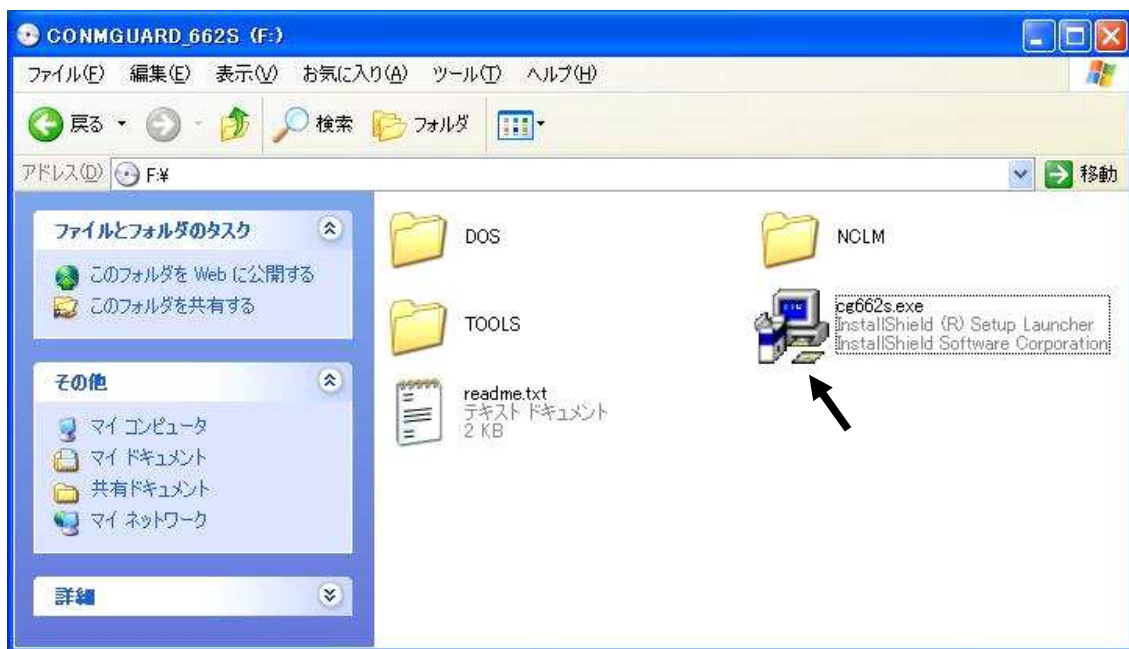 CONMGUARD_662S (F:)
ファイル(F) 編集(E) 表示(V) お気に入り(A) ツール(T) ヘルプ(H)
戻る 検索 フォルダ
アドレス(D) F:¥ 移動
ファイルとフォルダのタスク
このフォルダを Web に公開する
このフォルダを共有する
その他
マイ コンピュータ
マイ ドキュメント
共有ドキュメント
マイ ネットワーク
詳細
DOS
NCLM
TOOLS
cg662s.exe
InstallShield (R) Setup Launcher
InstallShield Software Corporation
readme.txt
テキスト ドキュメント
2 KB